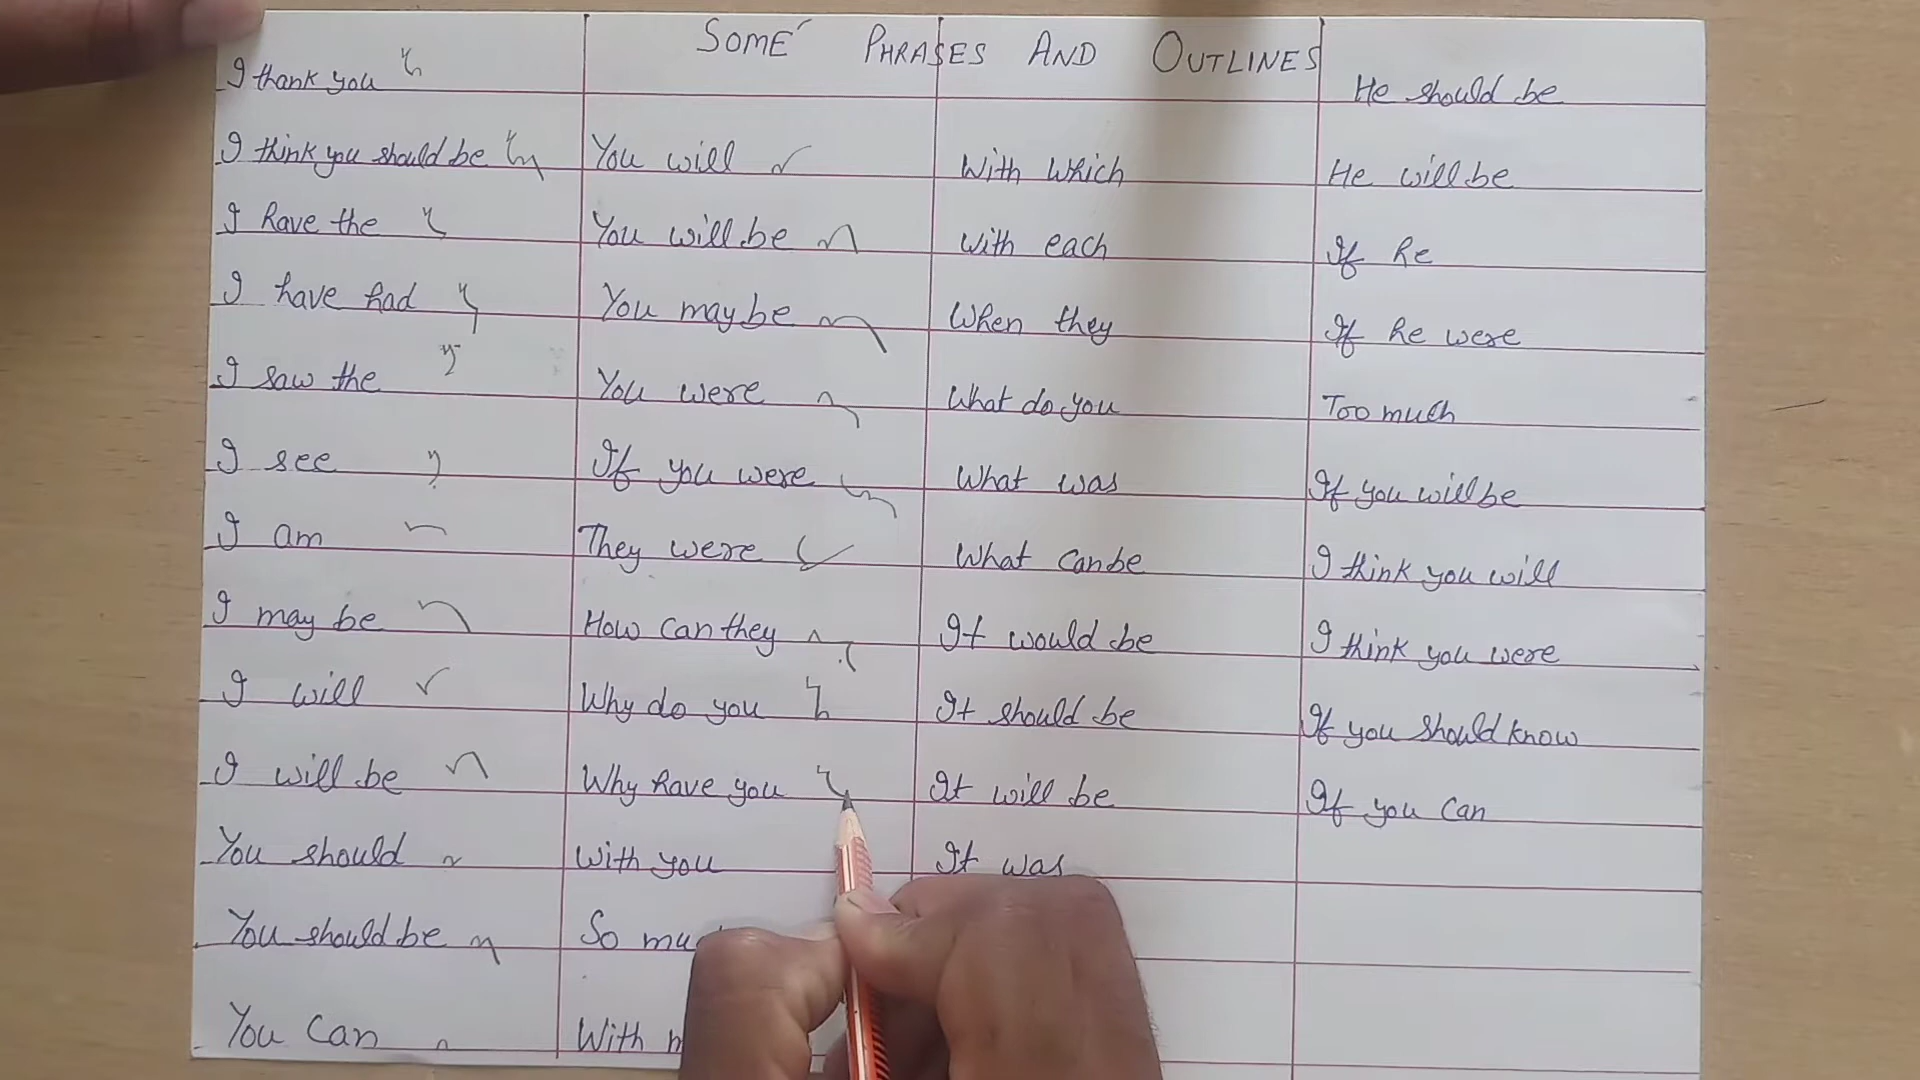 SOME PHRASES AND OUTLINES
I thank you
I think you should be
I have the
I have had
I saw the
I see
I am
I may be
I will
I will be
You should
You should be
You can
You will
You will be
You may be
You were
If you were
They were
How can they
Why do you
Why have you
With you
So
With
With which
With each
When they
What do you
What was
What can be
It would be
It should be
It will be
It was
He should be
He will be
If he
If he were
Too much
If you will be
I think you will
I think you were
If you should know
If you can